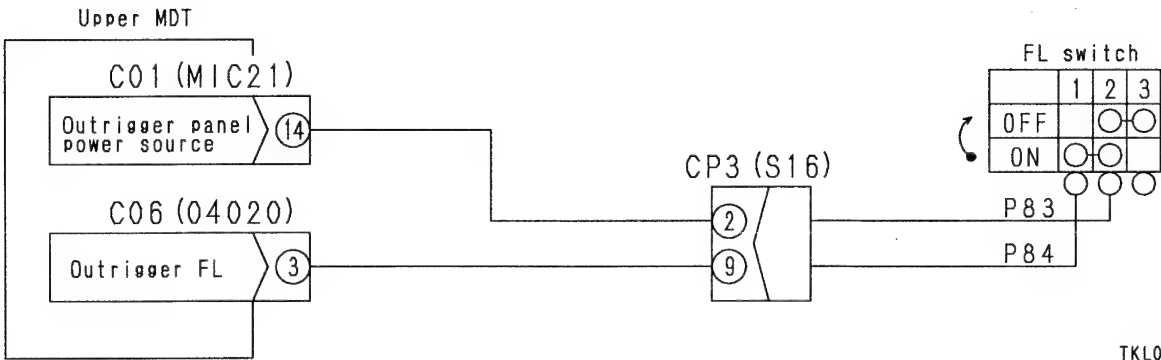 Upper MDT
C01 (MIC21)
Outrigger panel
power source
14
C06 (04020)
Outrigger FL
3
CP3 (S16)
2
9
P83
P84
FL switch
1 2 3
OFF
ON
TKL0